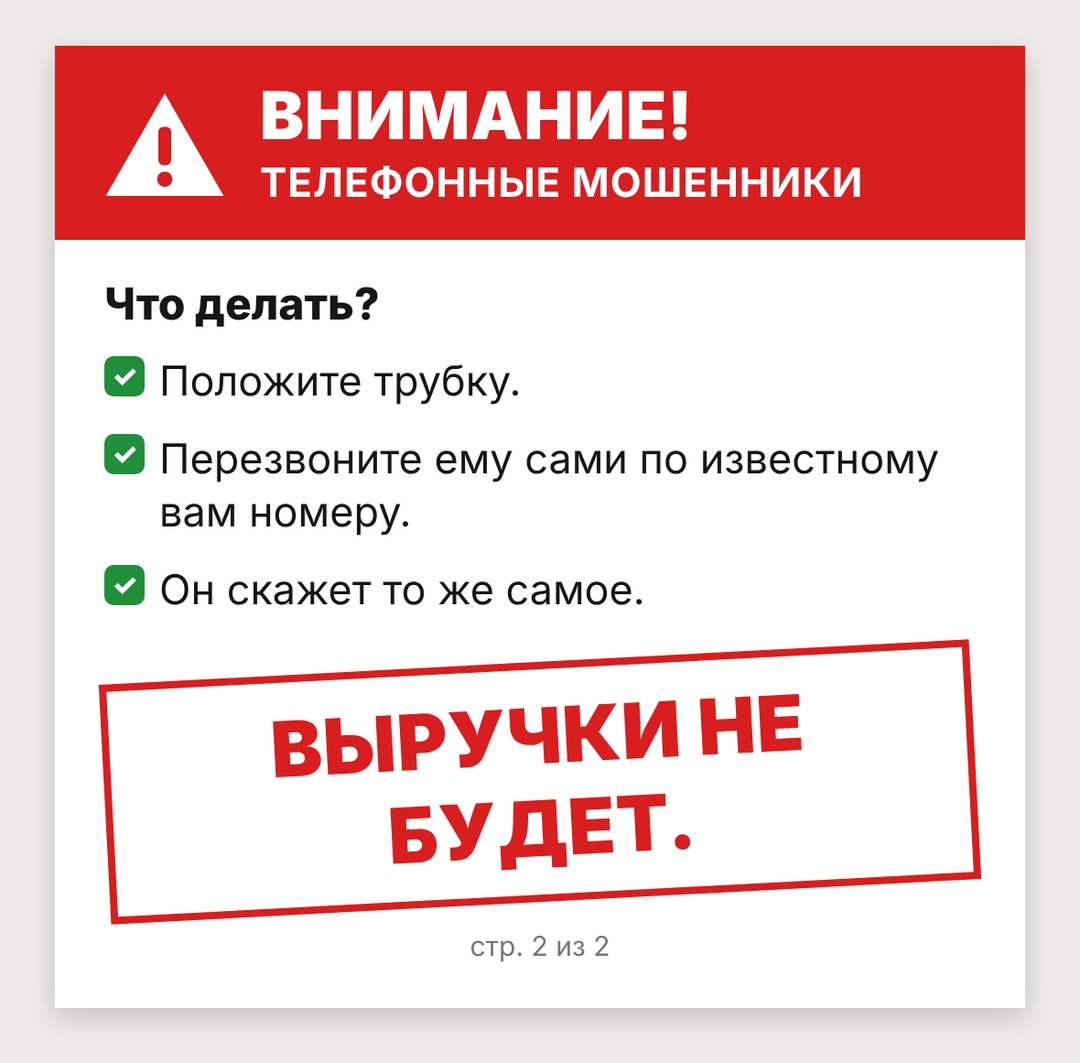 ВНИМАНИЕ!
ТЕЛЕФОННЫЕ МОШЕННИКИ
Что делать?
Положите трубку.
Перезвоните ему сами по известному
вам номеру.
Он скажет то же самое.
ВЫРУЧКИ НЕ
БУДЕТ.
стр. 2 из 2